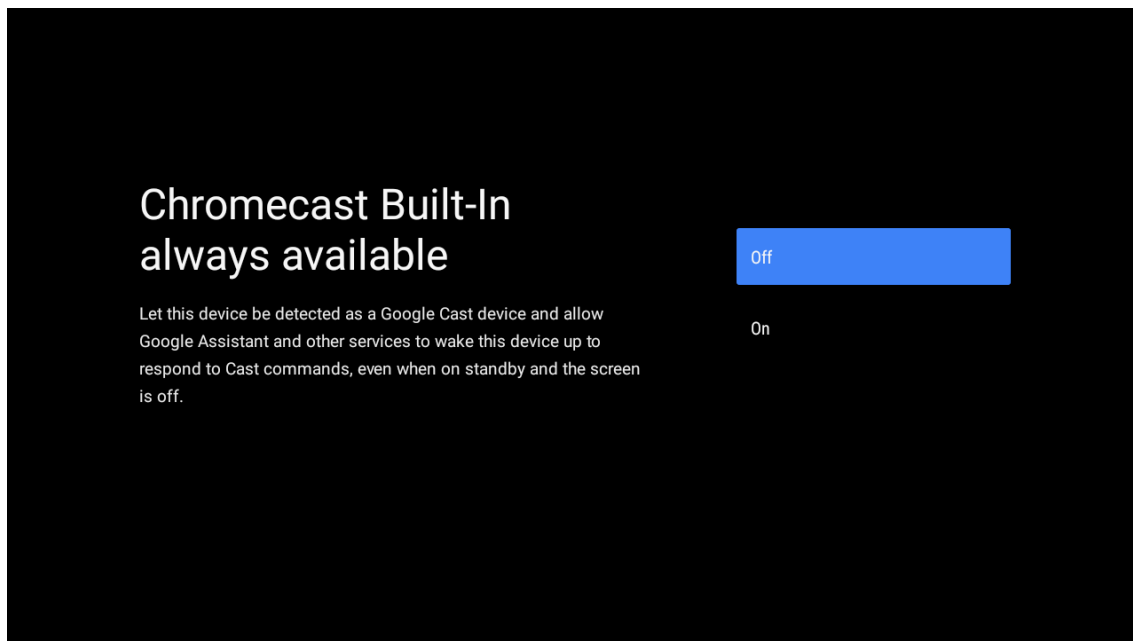 Chromecast Built-In
always available
Let this device be detected as a Google Cast device and allow
Google Assistant and other services to wake this device up to
respond to Cast commands, even when on standby and the screen
is off.
Off
On